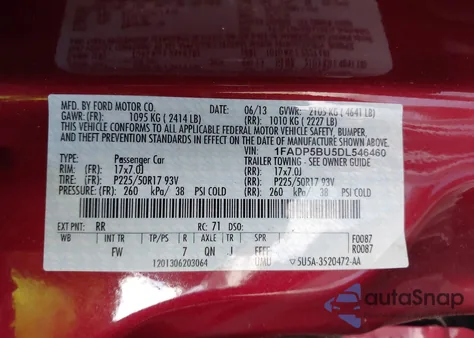 MFD. BY FORD MOTOR CO. 06/13 GVWR: 2105 KG ( 4641 LB)
GAWR: (FR): 1095 KG ( 2414 LB) (RR): 1010 KG ( 2227 LB)
THIS VEHICLE CONFORMS TO ALL APPLICABLE FEDERAL MOTOR VEHICLE SAFETY, BUMPER,
AND THEFT PREVENTION STANDARDS IN EFFECT ON THE DATE OF MANUFACTURE SHOWN ABOVE.
VIN: 1FADP5BU5DL546460
TYPE: Passenger Car TRAILER TOWING - SEE OWNERS GUIDE
RIM: (FR): 17x7.0J (RR): 17x7.0J
TIRE: P225/50R17 93V P225/50R17 93V
PRESSURE: (FR): 260 kPa/ 38 PSI COLD (RR): 260 kPa/ 38 PSI COLD
EXT PNT: RR RC: 71 DSO: F0087
WB INT TR TP/PS R AXLE TR SPR R0087
FW 7 QN J
1201306203064 UMU 5U5A-3520472-AA
autoSnap